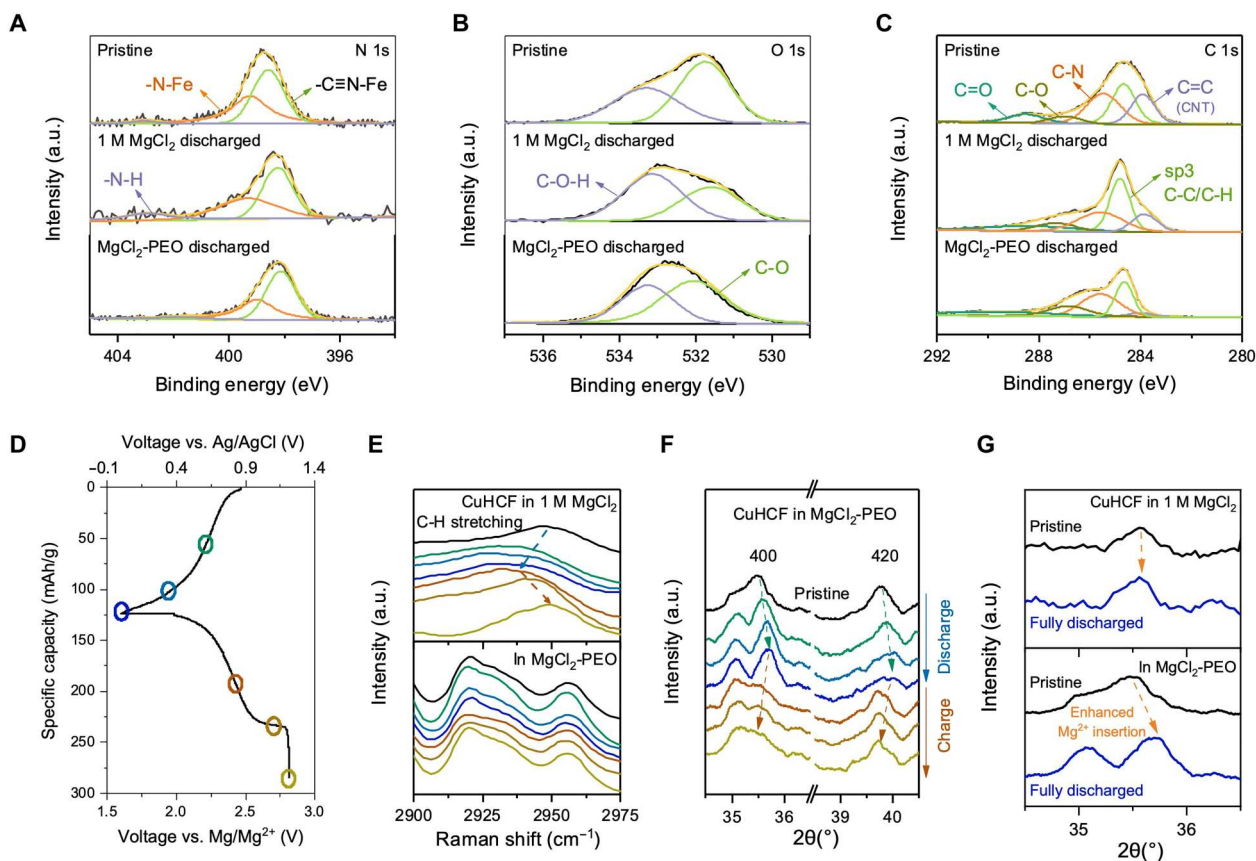 A
Pristine
N 1s
-N-Fe
-C≡N-Fe
1 M MgCl₂ discharged
-N-H
MgCl₂-PEO discharged
Intensity (a.u.)
404
400
396
Binding energy (eV)
B
Pristine
O 1s
1 M MgCl₂ discharged
C-O-H
MgCl₂-PEO discharged
C-O
Intensity (a.u.)
536
534
532
530
Binding energy (eV)
C
Pristine
C 1s
C=O
C-O
C-N
C=C
(CNT)
1 M MgCl₂ discharged
sp3
C-C/C-H
MgCl₂-PEO discharged
Intensity (a.u.)
292
288
284
280
Binding energy (eV)
D
Voltage vs. Ag/AgCl (V)
−0.1
0.4
0.9
1.4
Specific capacity (mAh/g)
0
50
100
150
200
250
300
1.5
2.0
2.5
3.0
Voltage vs. Mg/Mg²⁺ (V)
E
CuHCF in 1 M MgCl₂
C-H stretching
In MgCl₂-PEO
Intensity (a.u.)
2900
2925
2950
2975
Raman shift (cm⁻¹)
F
CuHCF in MgCl₂-PEO
400
420
Pristine
Discharge
Charge
Intensity (a.u.)
35
36
39
40
2θ(°)
G
CuHCF in 1 M MgCl₂
Pristine
Fully discharged
In MgCl₂-PEO
Pristine
Enhanced
Mg²⁺ insertion
Fully discharged
Intensity (a.u.)
35
36
2θ(°)